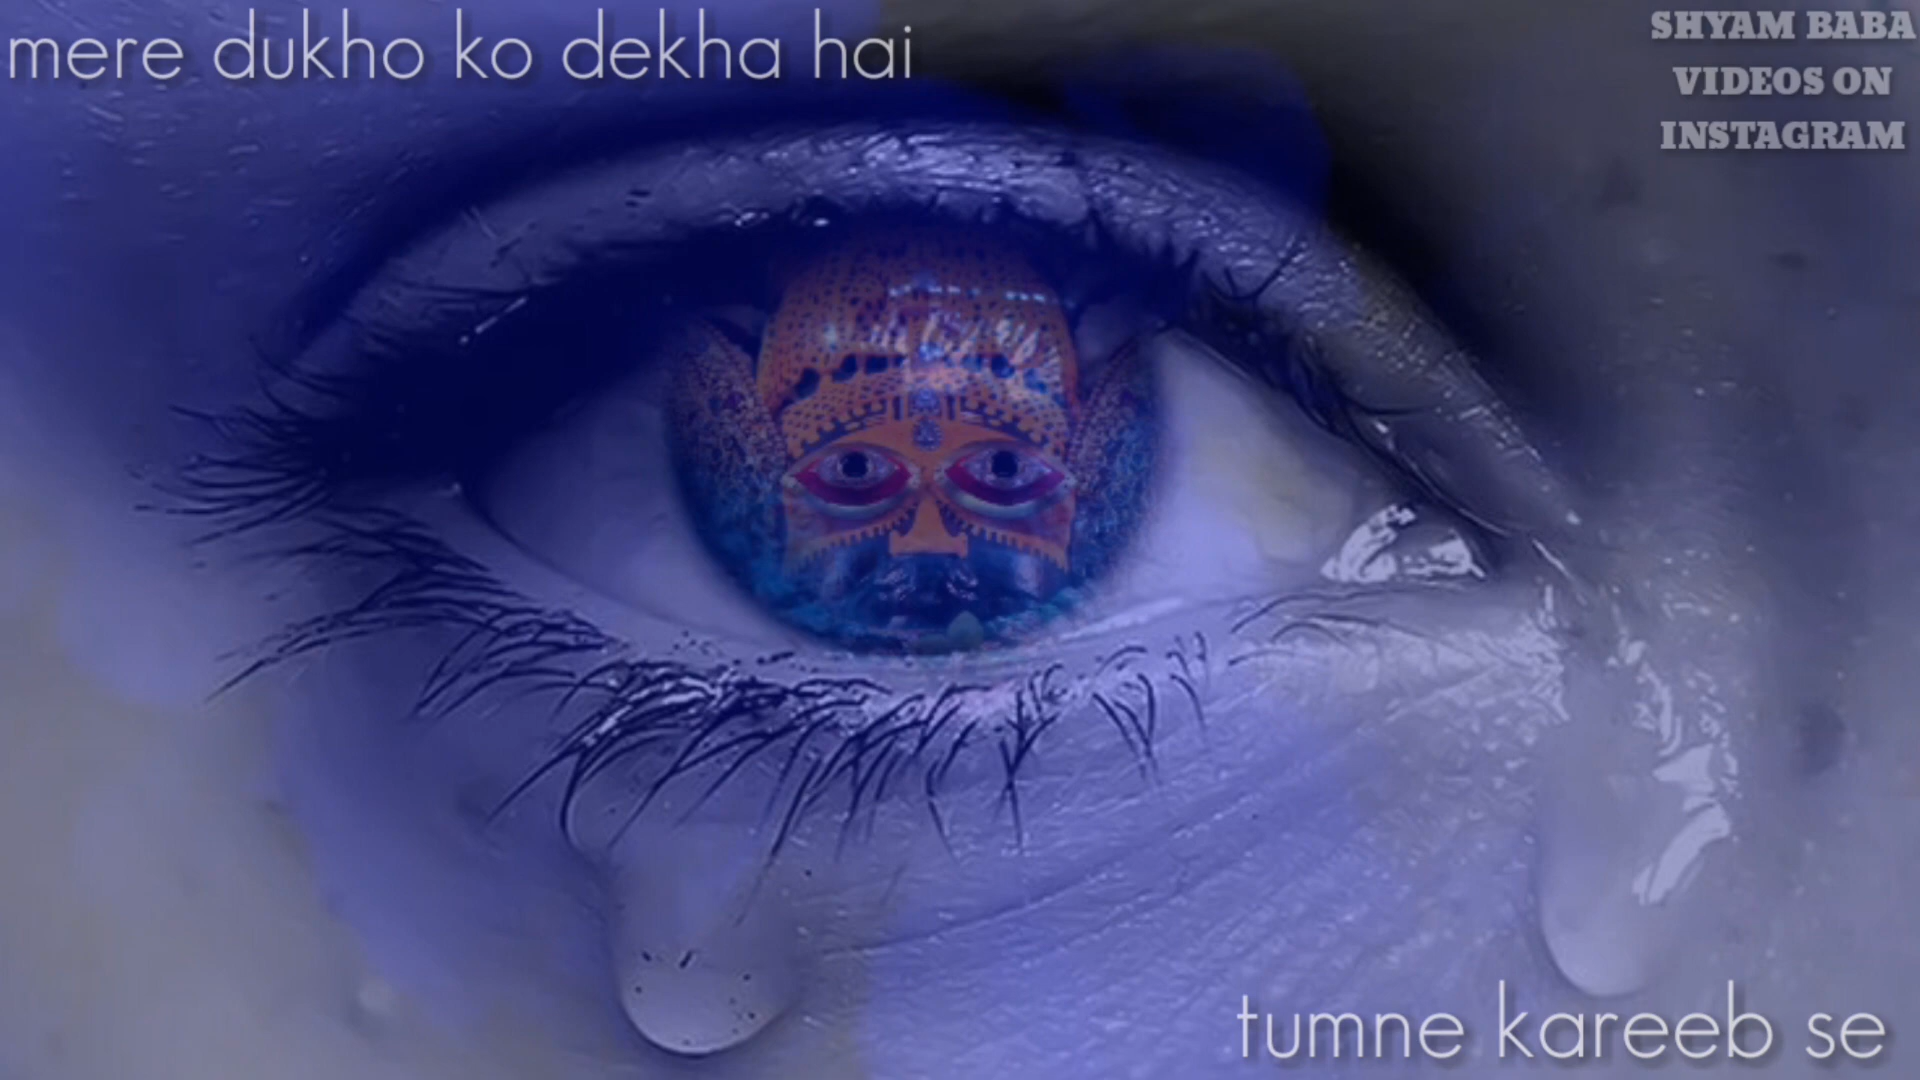 mere dukho ko dekha hai
SHYAM BABA
VIDEOS ON
INSTAGRAM
tumne kareeb se